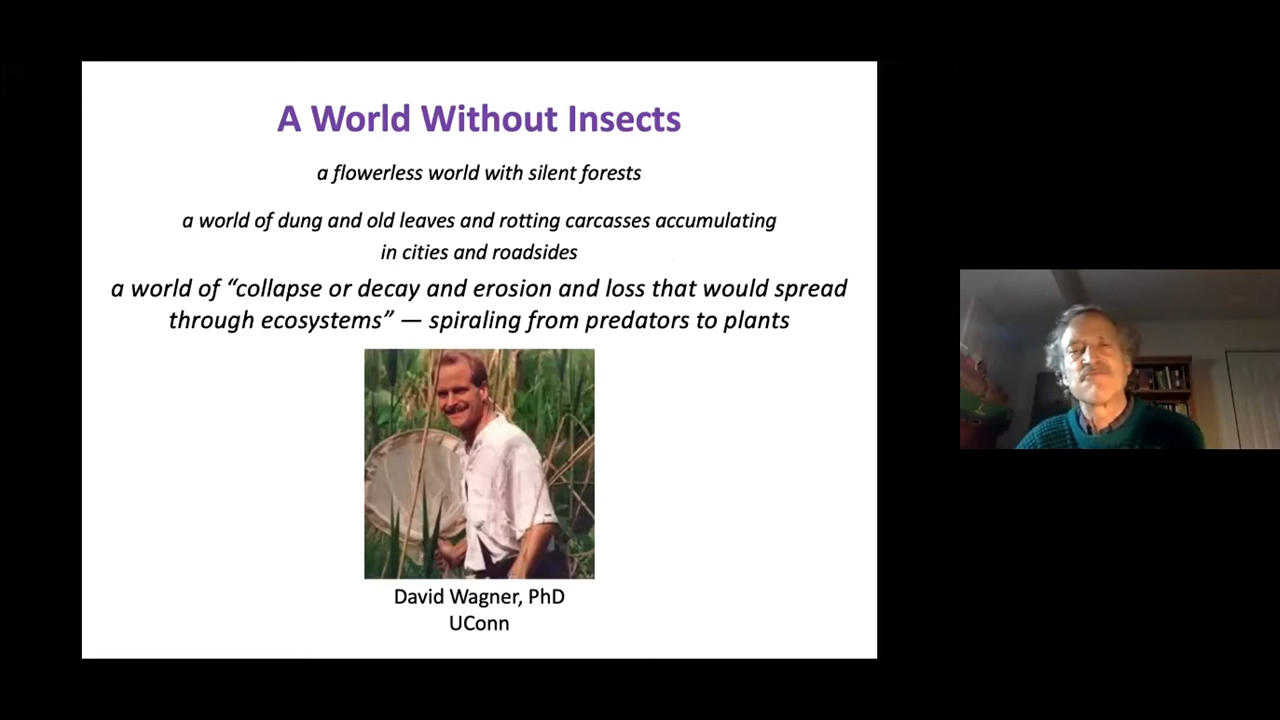 A World Without Insects
a flowerless world with silent forests
a world of dung and old leaves and rotting carcasses accumulating
in cities and roadsides
a world of “collapse or decay and erosion and loss that would spread
through ecosystems” — spiraling from predators to plants
David Wagner, PhD
UConn